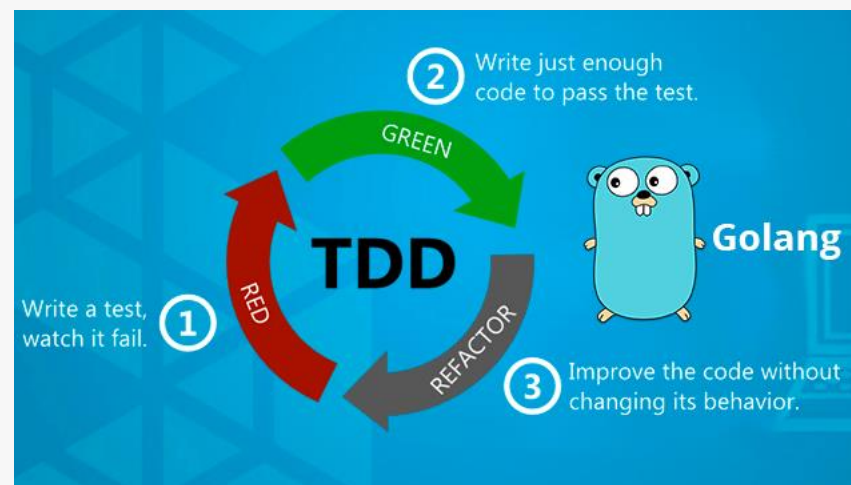 2
Write just enough
code to pass the test.
GREEN
TDD
Golang
RED
Write a test,
watch it fail.
1
REFACTOR
3
Improve the code without
changing its behavior.